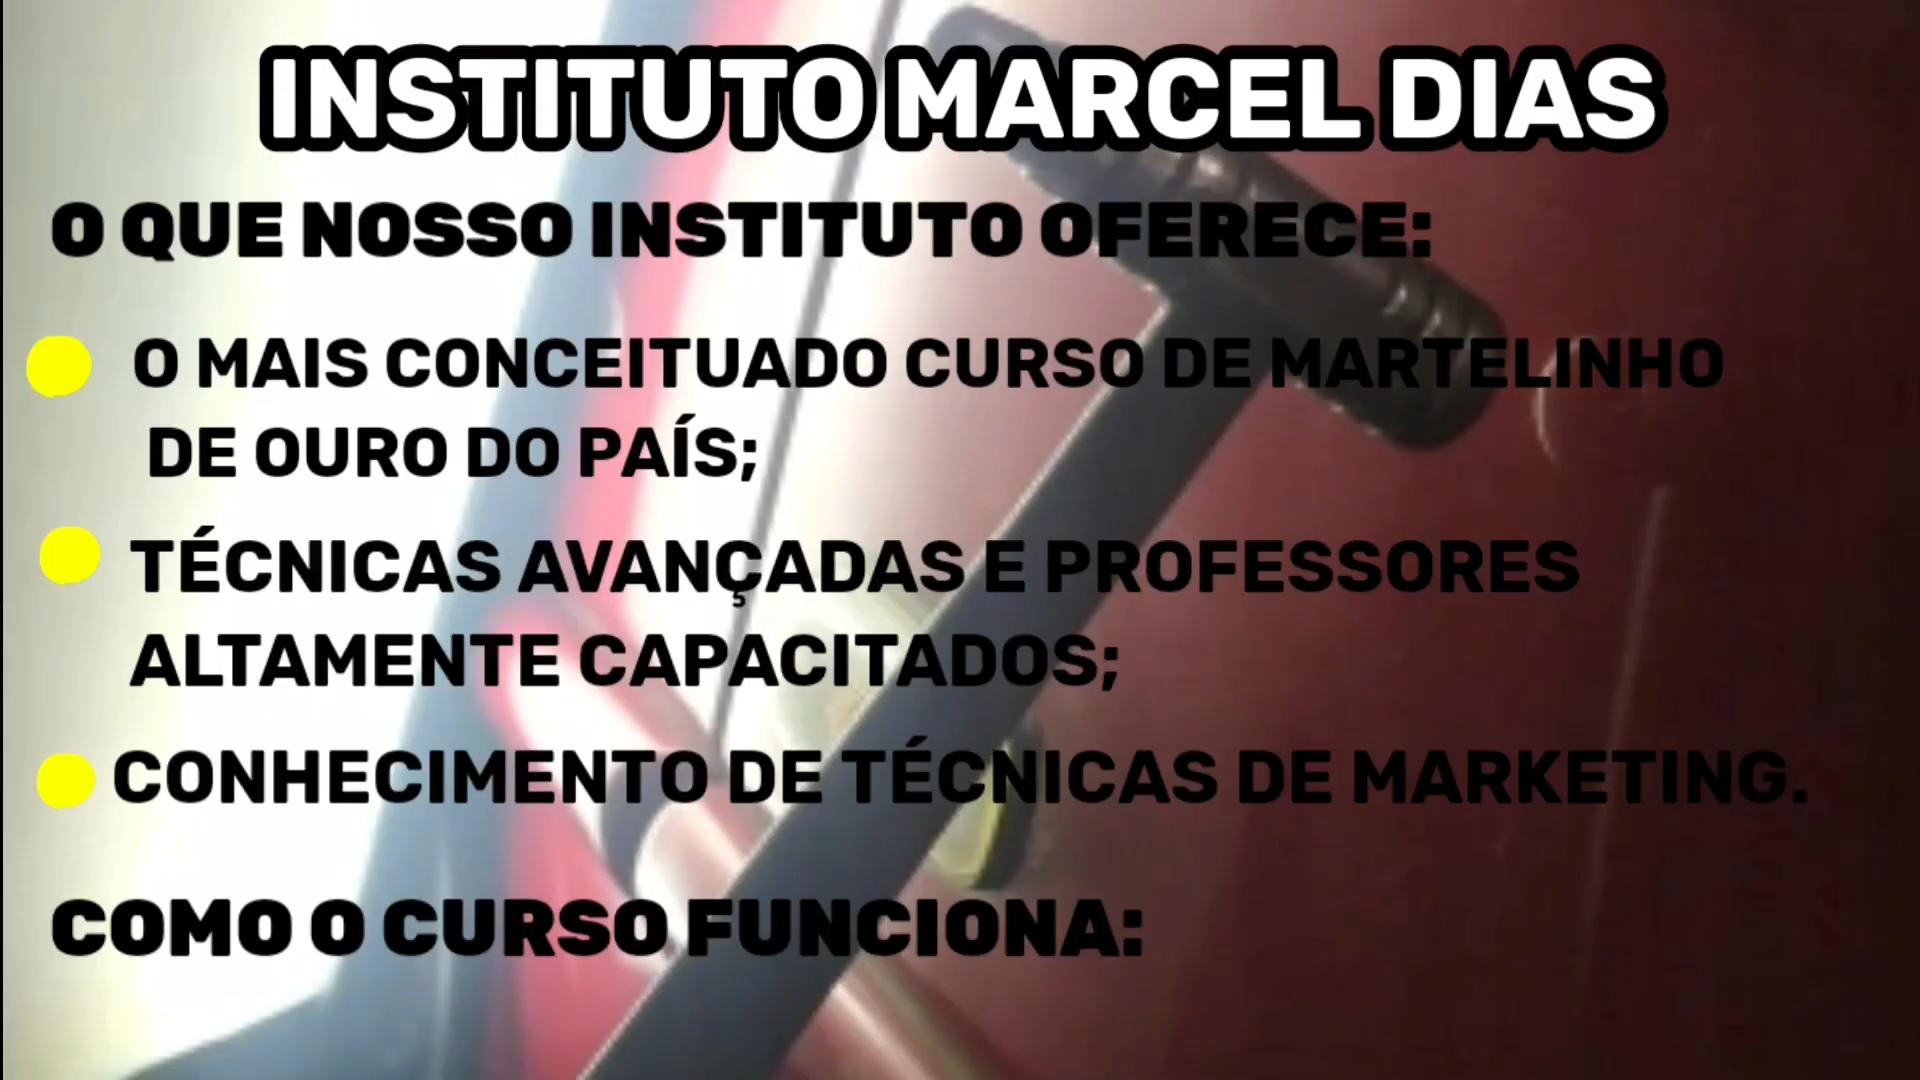 INSTITUTO MARCEL DIAS
O QUE NOSSO INSTITUTO OFERECE:
O MAIS CONCEITUADO CURSO DE MARTELINHO
DE OURO DO PAÍS;
TÉCNICAS AVANÇADAS E PROFESSORES
ALTAMENTE CAPACITADOS;
CONHECIMENTO DE TÉCNICAS DE MARKETING.
COMO O CURSO FUNCIONA: